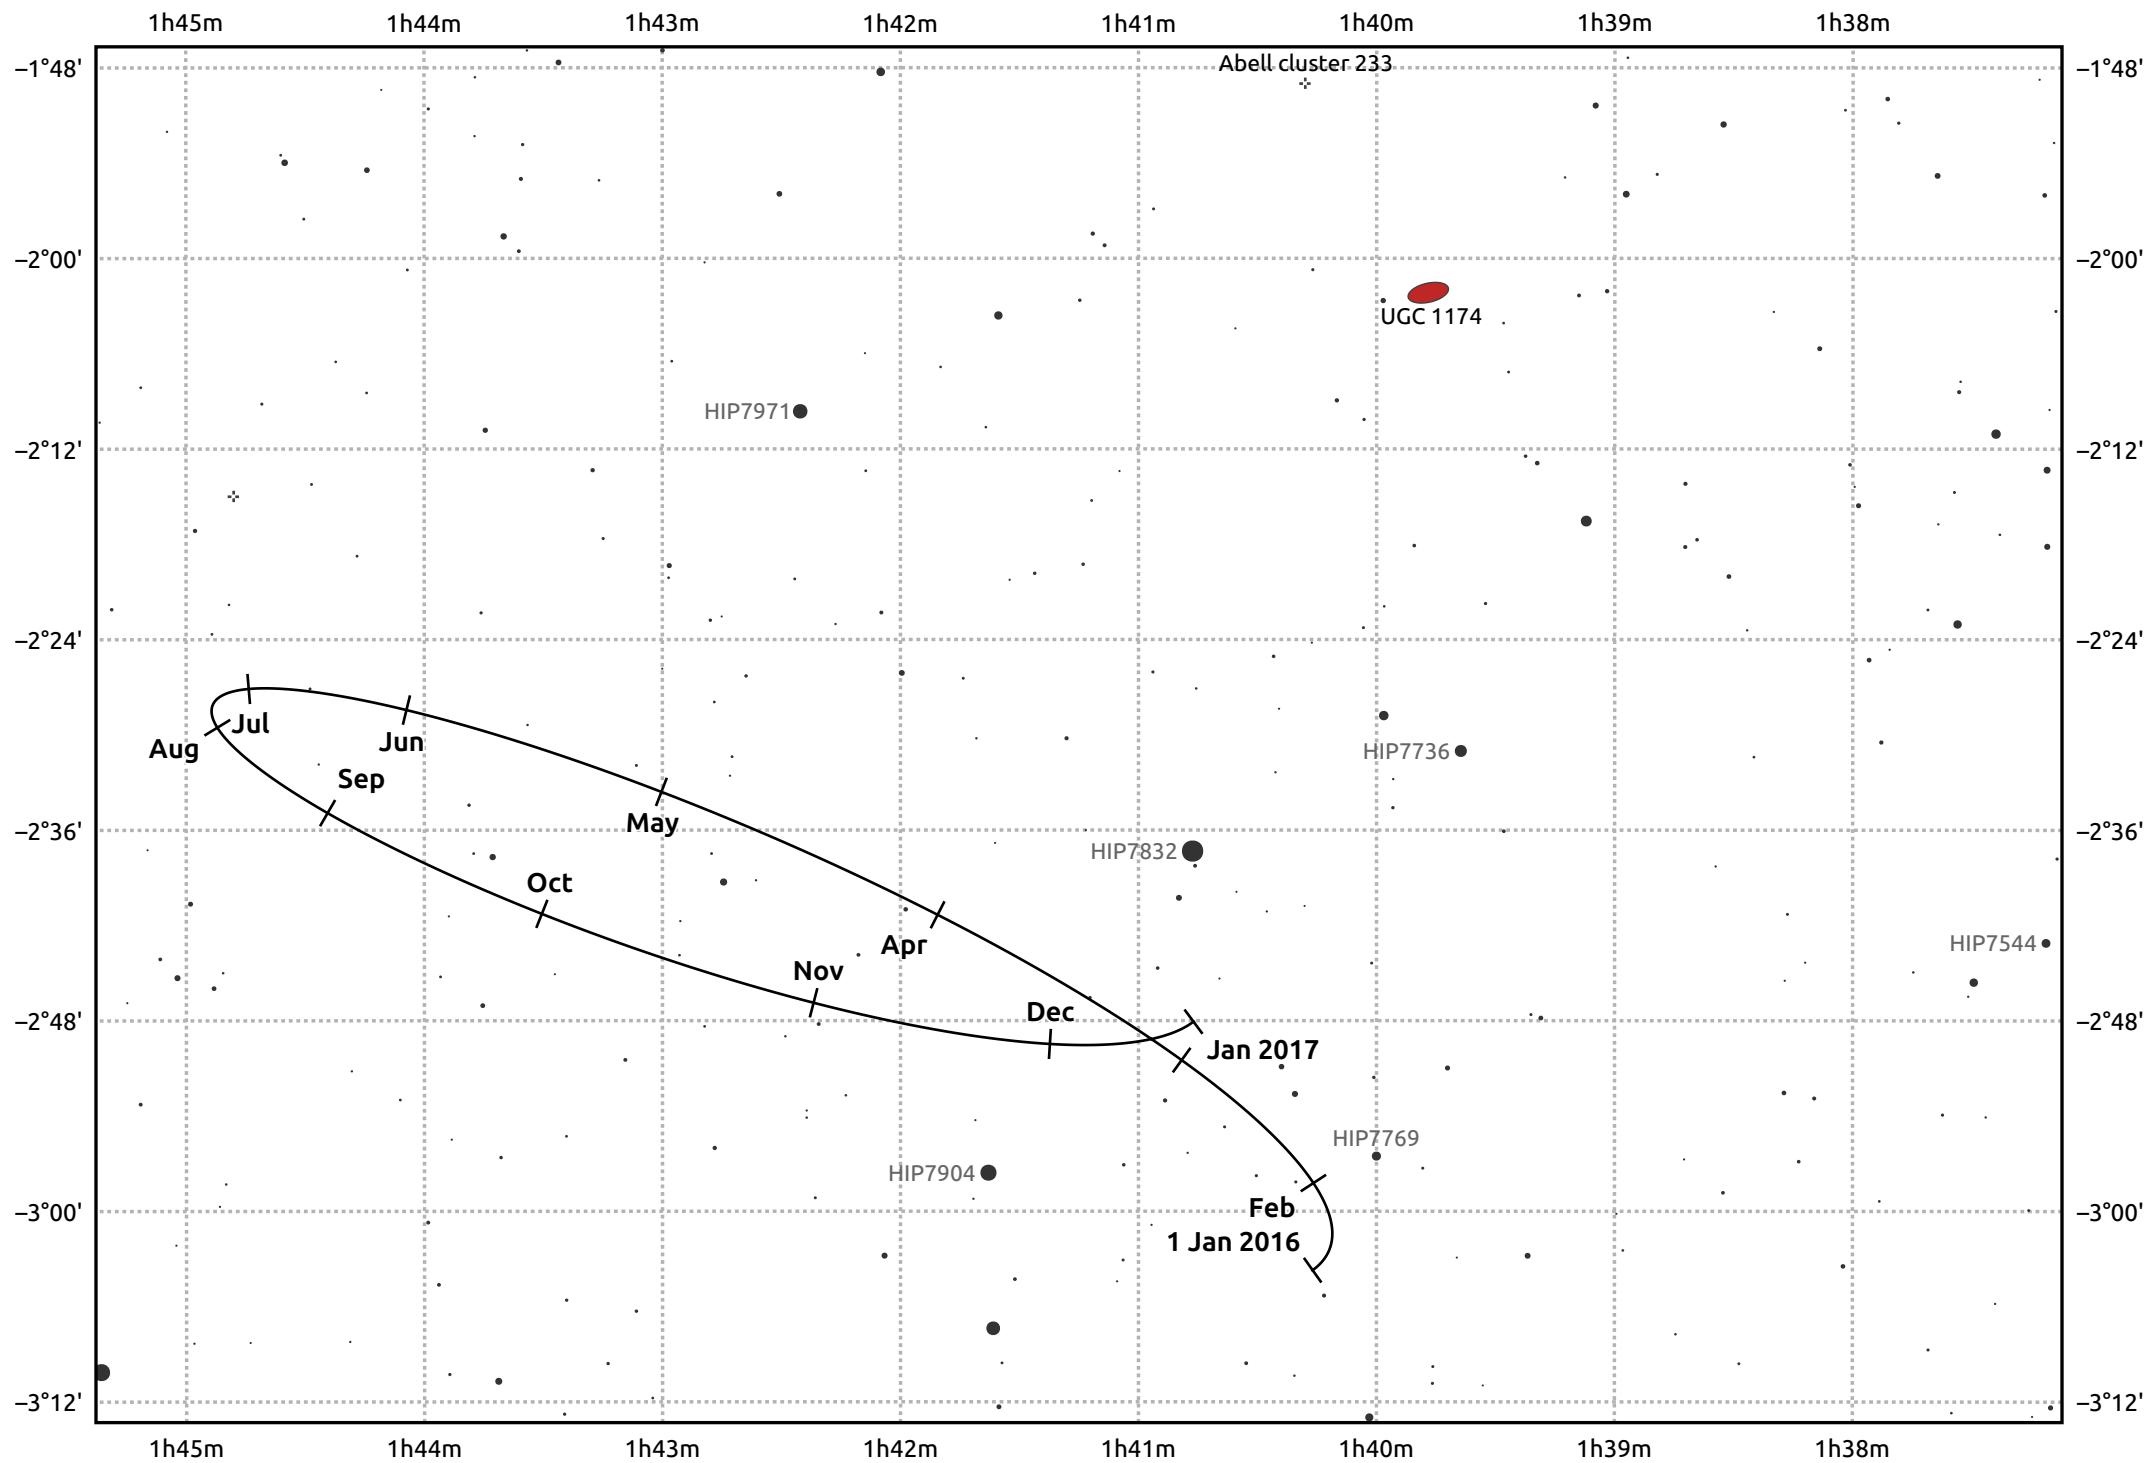 1h45m 1h44m 1h43m 1h42m 1h41m 1h40m 1h39m 1h38m
Abell cluster 233
−1°48' −1°48'
−2°00' −2°00'
UGC 1174
HIP7971
−2°12' −2°12'
−2°24' −2°24'
Jul
Jun
Aug
HIP7736
Sep
May
−2°36' −2°36'
HIP7832
Oct
Apr
HIP7544
Nov
Dec
−2°48' −2°48'
Jan 2017
HIP7769
HIP7904
Feb
−3°00' −3°00'
1 Jan 2016
−3°12' −3°12'
1h45m 1h44m 1h43m 1h42m 1h41m 1h40m 1h39m 1h38m